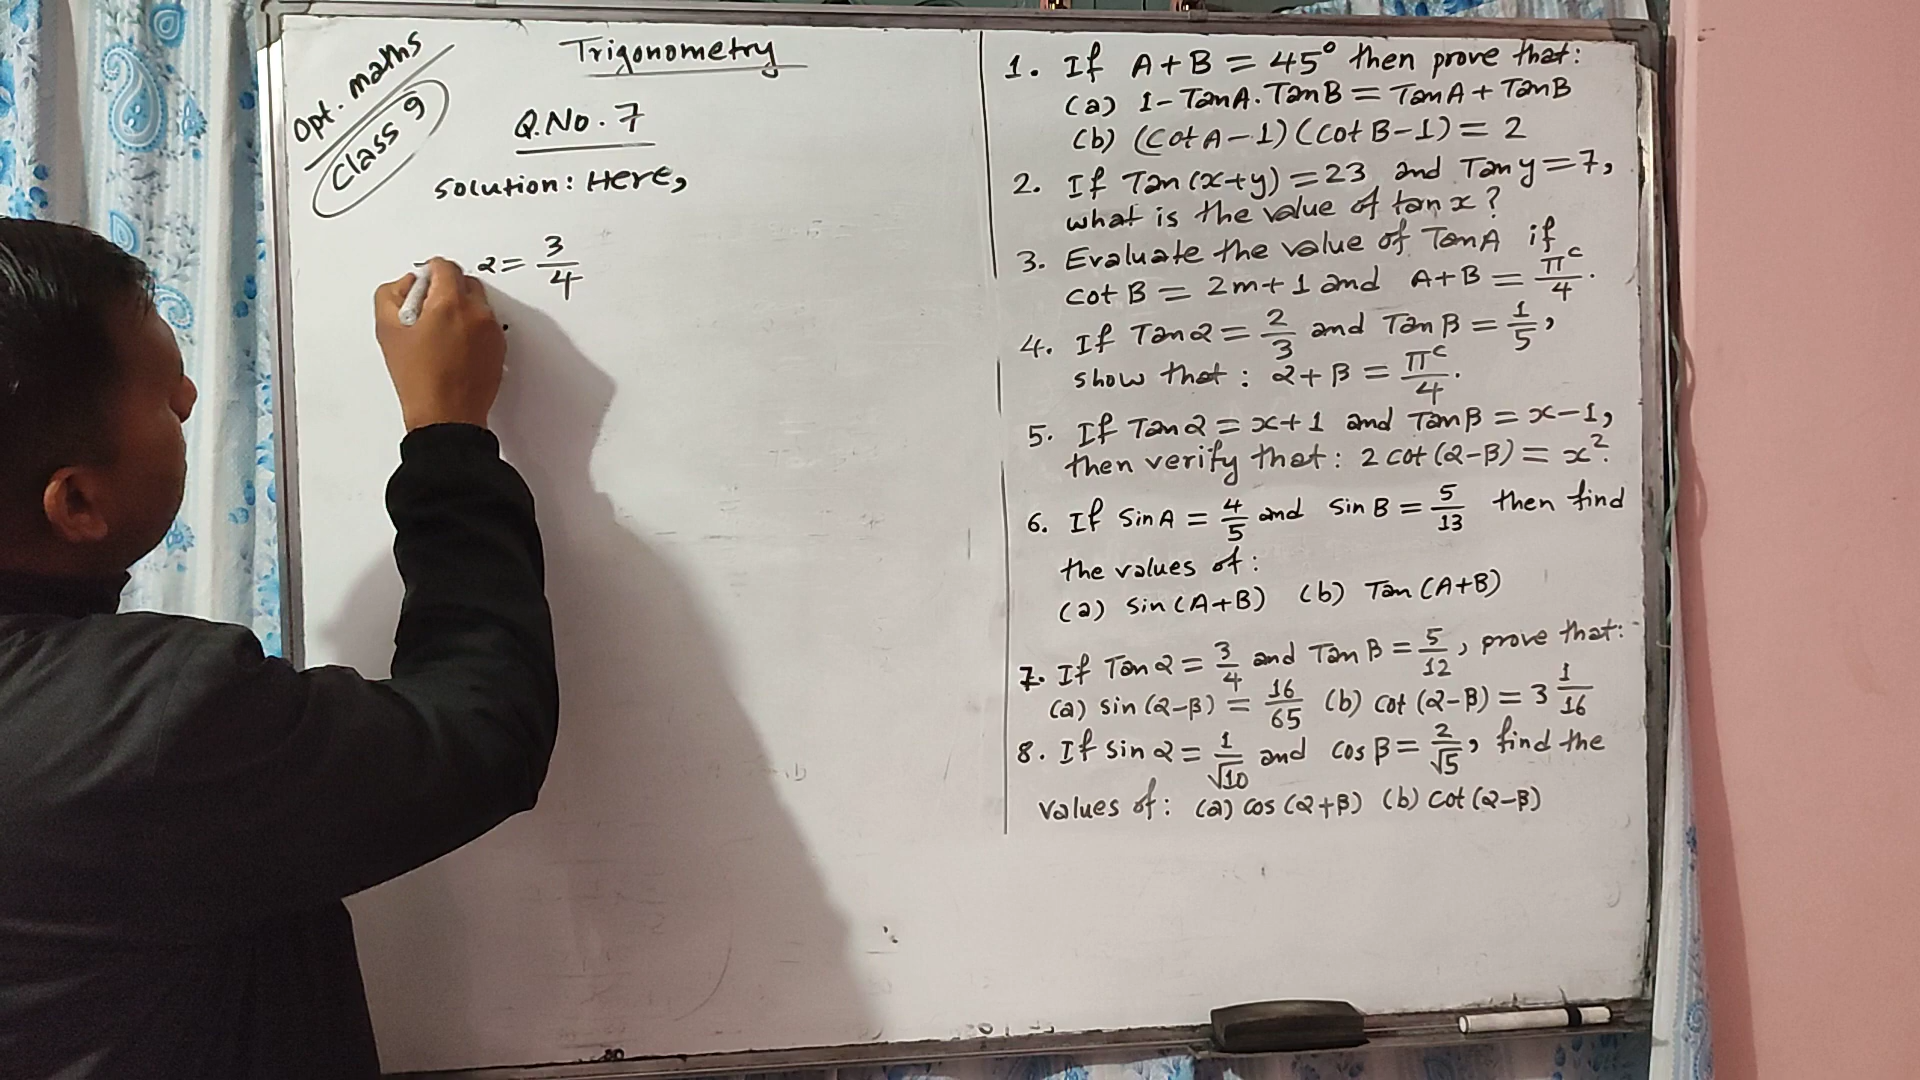 Opt. maths
Class 9
Trigonometry
Q.No. 7
Solution: Here,
α = 3/4
1. If A+B = 45° then prove that:
(a) 1-TanA.TanB = TanA + TanB
(b) (cotA-1)(cotB-1) = 2
2. If Tan(x+y) = 23 and Tany = 7,
what is the value of tanx?
3. Evaluate the value of TanA if
cotB = 2m+1 and A+B = π^c/4.
4. If Tanα = 2/3 and Tanβ = 1/5,
show that: α+β = π^c/4.
5. If Tanα = x+1 and Tanβ = x-1,
then verify that: 2cot(α-β) = x².
6. If SinA = 4/5 and SinB = 5/13 then find
the values of:
(a) Sin(A+B) (b) Tan(A+B)
7. If Tanα = 3/4 and Tanβ = 5/12, prove that:
(a) Sin(α-β) = 16/65 (b) cot(α-β) = 3 1/16
8. If Sinα = 1/√10 and cosβ = 2/√5, find the
values of: (a) cos(α+β) (b) cot(α-β)